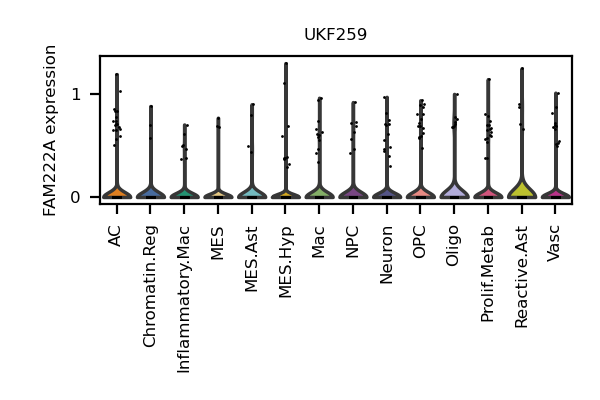 UKF259
FAM222A expression
1
0
AC
Chromatin.Reg
Inflammatory.Mac
MES
MES.Ast
MES.Hyp
Mac
NPC
Neuron
OPC
Oligo
Prolif.Metab
Reactive.Ast
Vasc